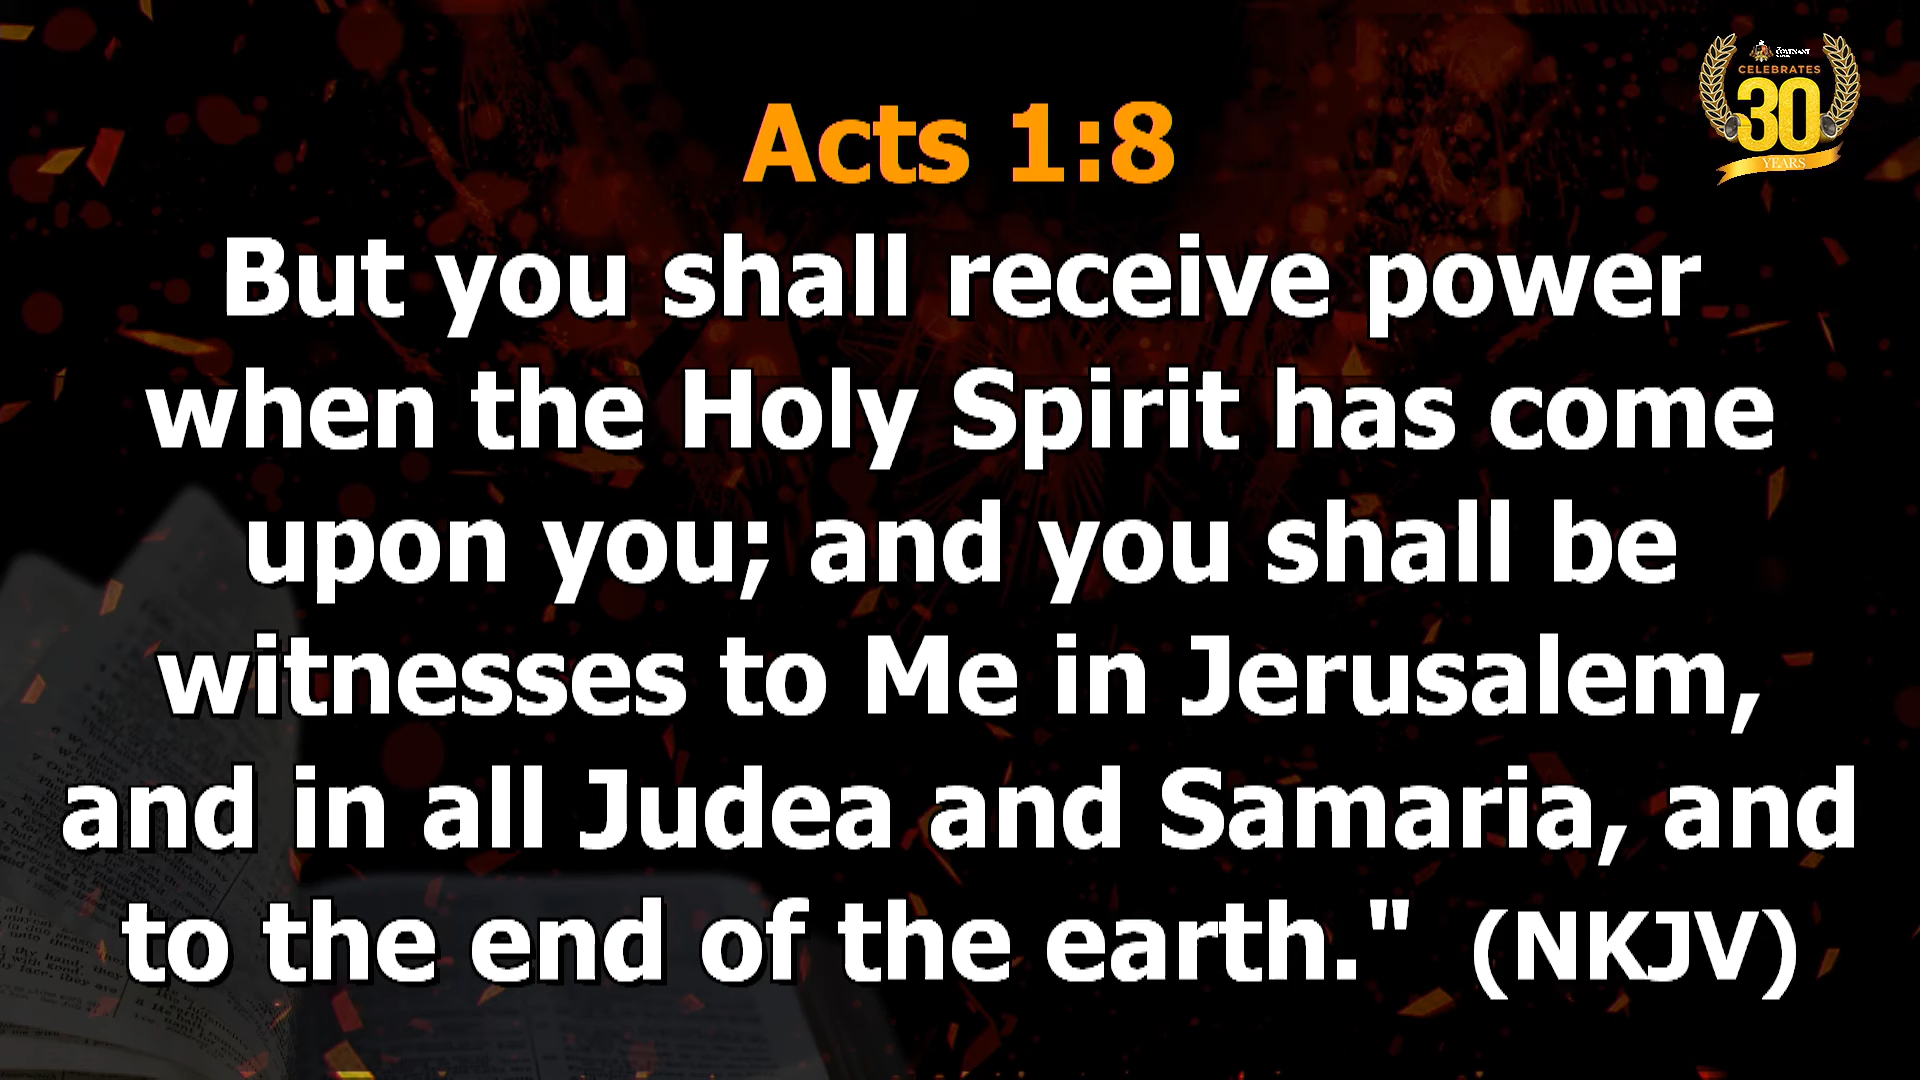 COVENANT
CELEBRATES
30
YEARS
Acts 1:8
But you shall receive power
when the Holy Spirit has come
upon you; and you shall be
witnesses to Me in Jerusalem,
and in all Judea and Samaria, and
to the end of the earth."  (NKJV)